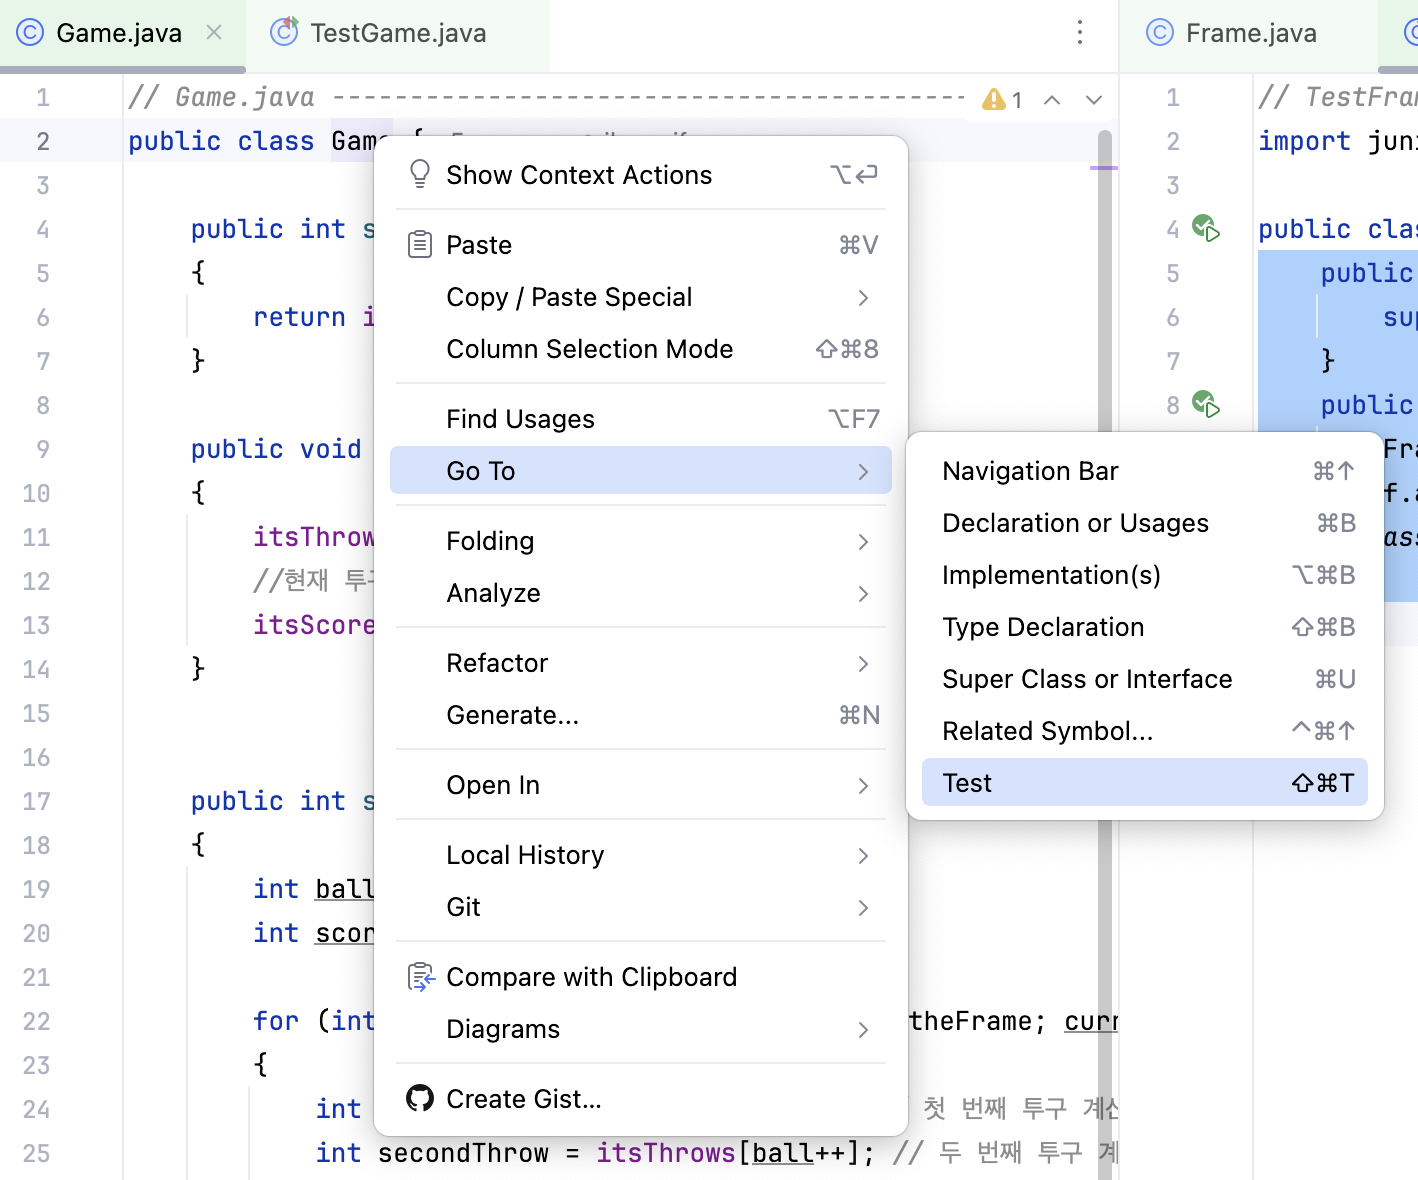 Game.java
TestGame.java
Frame.java
1 // Game.java ----------------------------------------
1
2 public class Game {
3
4 public int
5 {
6 return
7 }
8
9 public void
10 {
11 itsThrow
12 //현재 투구
13 itsScore
14 }
15
16
17 public int
18 {
19 int ball
20 int scor
21
22 for (int theFrame; curr
23 {
24 int 첫 번째 투구 계산
25 int secondThrow = itsThrows[ball++]; // 두 번째 투구 계
Show Context Actions ⌥⏎
Paste ⌘V
Copy / Paste Special
Column Selection Mode ⇧⌘8
Find Usages ⌥F7
Go To
Folding
Analyze
Refactor
Generate... ⌘N
Open In
Local History
Git
Compare with Clipboard
Diagrams
Create Gist...
Navigation Bar ⌘↑
Declaration or Usages ⌘B
Implementation(s) ⌥⌘B
Type Declaration ⇧⌘B
Super Class or Interface ⌘U
Related Symbol... ^⌘↑
Test ⇧⌘T
1 // TestFram
2 import juni
3
4 public clas
5 public
6 sup
7 }
8 public
Fra
f.a
ass